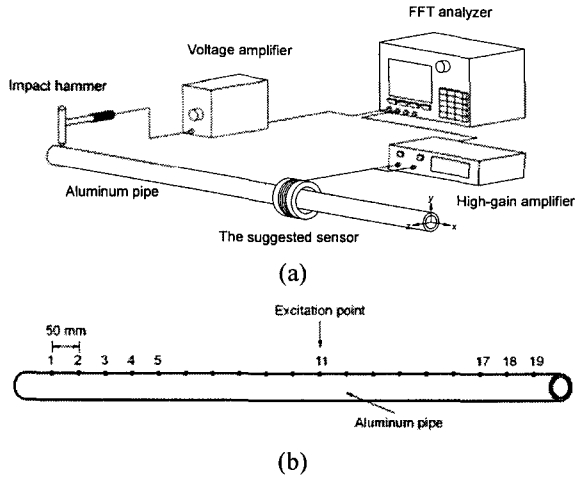 FFT analyzer
Voltage amplifier
Impact hammer
Aluminum pipe
High-gain amplifier
The suggested sensor
y
z
x
(a)
Excitation point
50 mm
1 2 3 4 5 11 17 18 19
Aluminum pipe
(b)